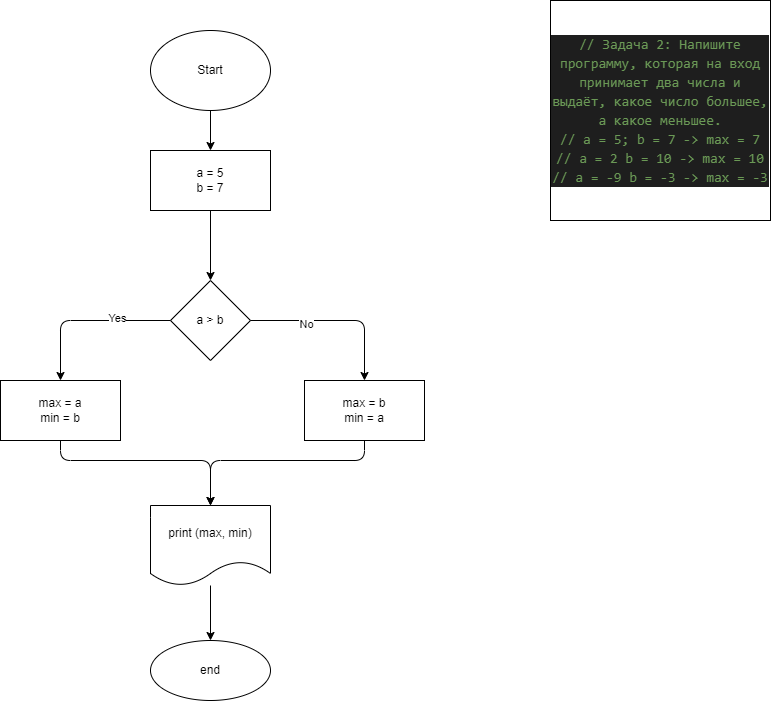 Start
a = 5
b = 7
a > b
Yes
No
max = a
min = b
max = b
min = a
print (max, min)
end
// Задача 2: Напишите
программу, которая на вход
принимает два числа и
выдаёт, какое число большее,
а какое меньшее.
// a = 5; b = 7 -> max = 7
// a = 2 b = 10 -> max = 10
// a = -9 b = -3 -> max = -3